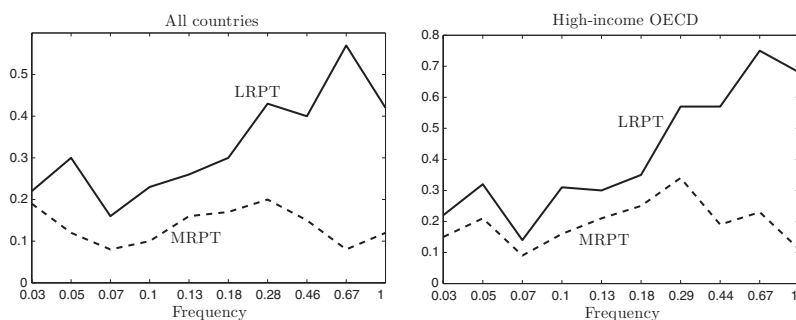 All countries
0.5
0.4
0.3
0.2
0.1
0
LRPT
MRPT
0.03 0.05 0.07 0.1 0.13 0.18 0.28 0.46 0.67 1
Frequency
High-income OECD
0.8
0.7
0.6
0.5
0.4
0.3
0.2
0.1
0
LRPT
MRPT
0.03 0.05 0.07 0.1 0.13 0.18 0.29 0.44 0.67 1
Frequency